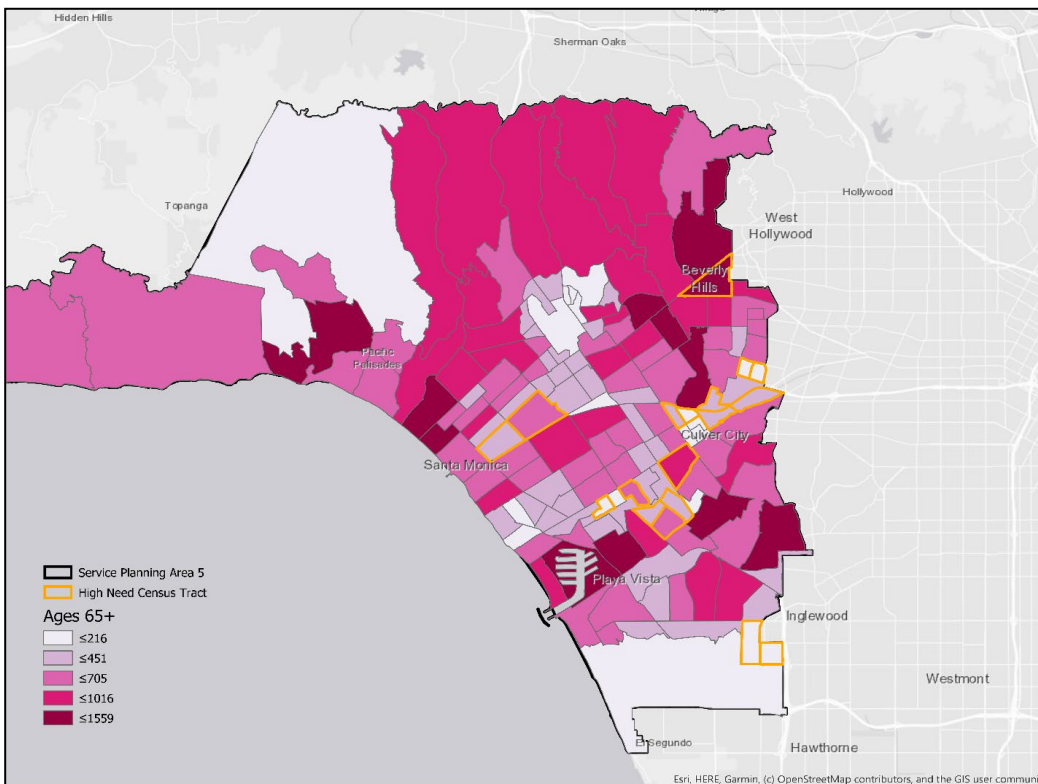 Hidden Hills
Sherman Oaks
Topanga
Hollywood
West
Hollywood
Beverly
Hills
Pacific
Palisades
Culver City
Santa Monica
Playa Vista
Inglewood
Westmont
El Segundo
Hawthorne
Service Planning Area 5
High Need Census Tract
Ages 65+
≤216
≤451
≤705
≤1016
≤1559
Esri, HERE, Garmin, (c) OpenStreetMap contributors, and the GIS user communi